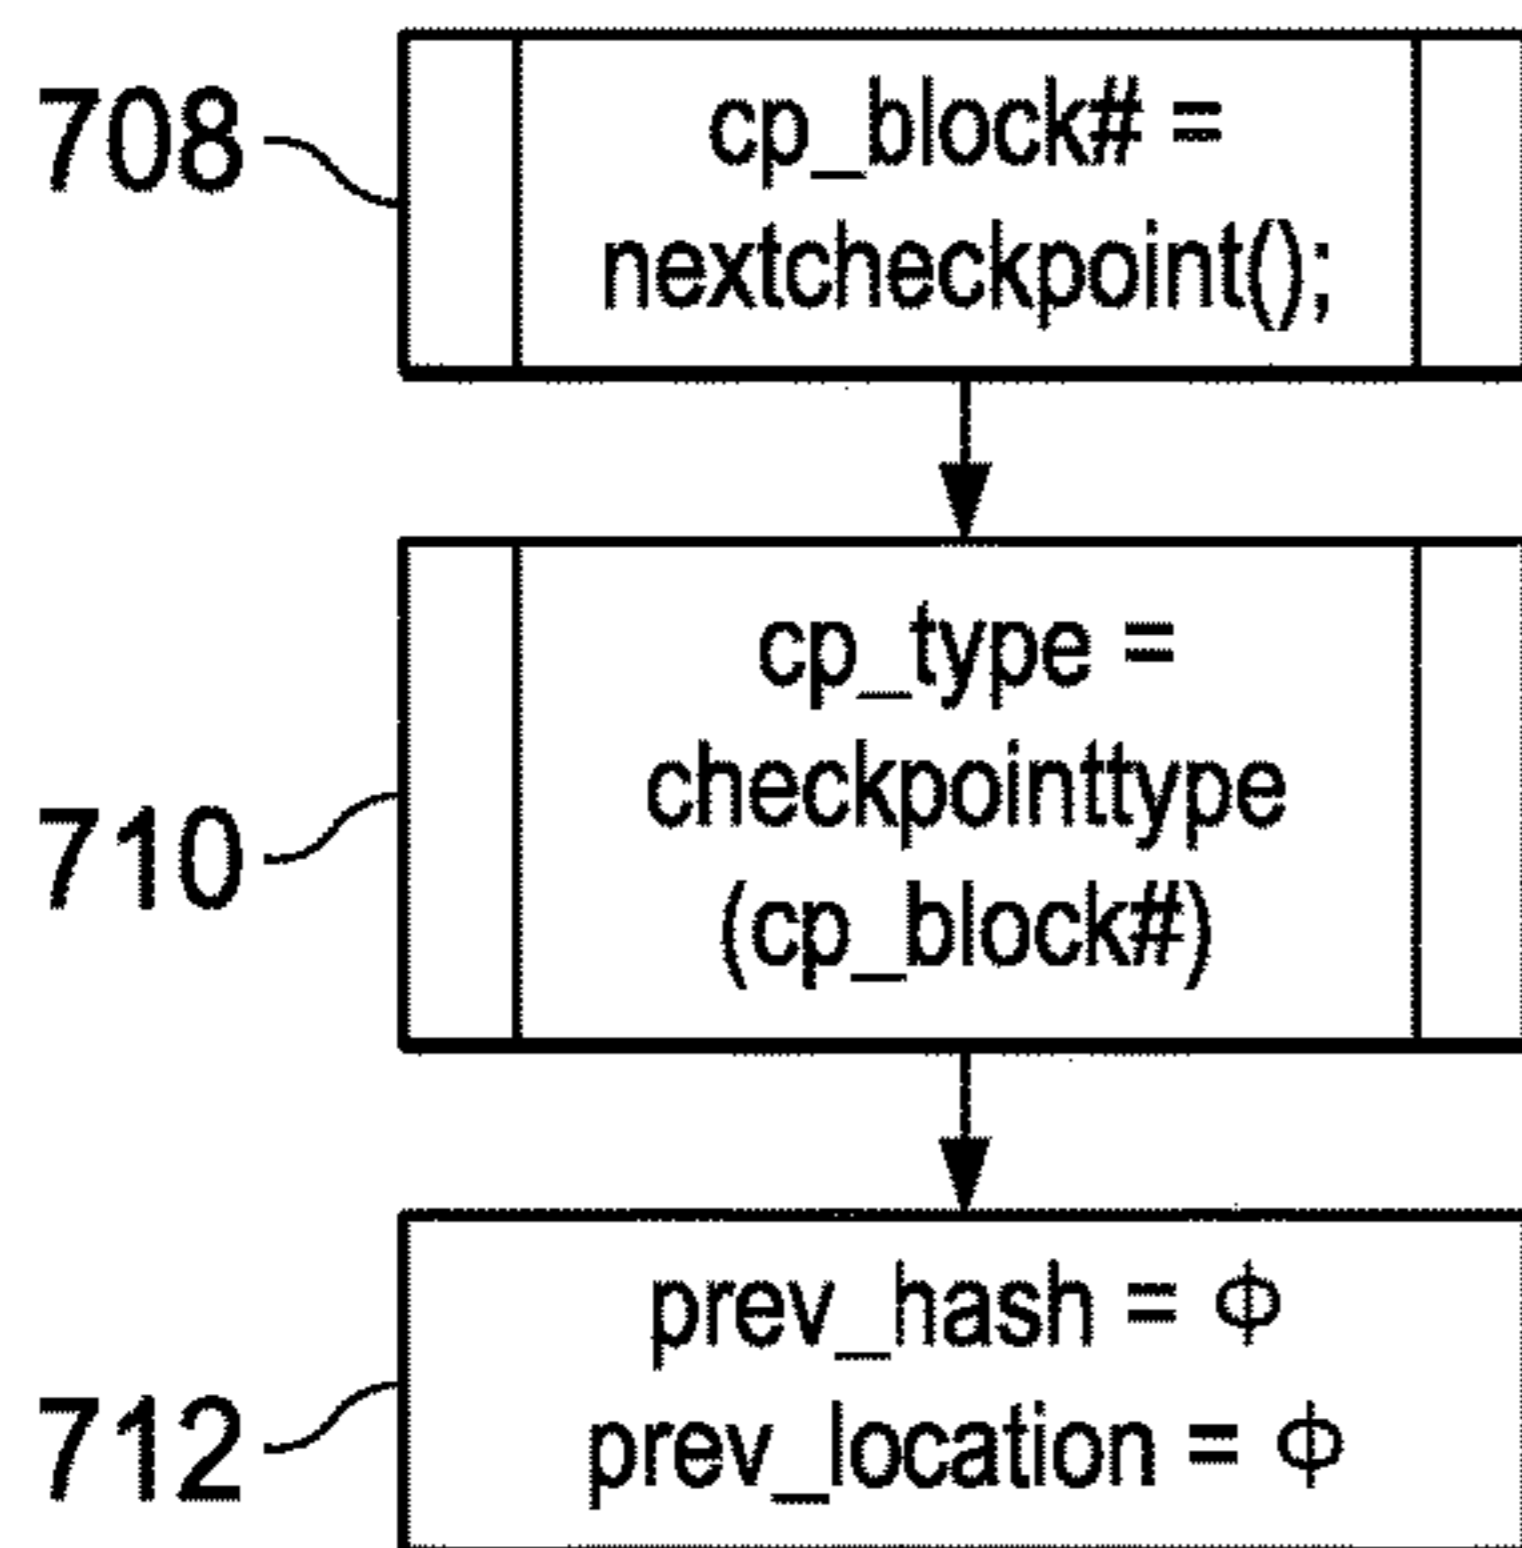 708
cp_block# =
nextcheckpoint();
710
cp_type =
checkpointtype
(cp_block#)
712
prev_hash = Φ
prev_location = Φ